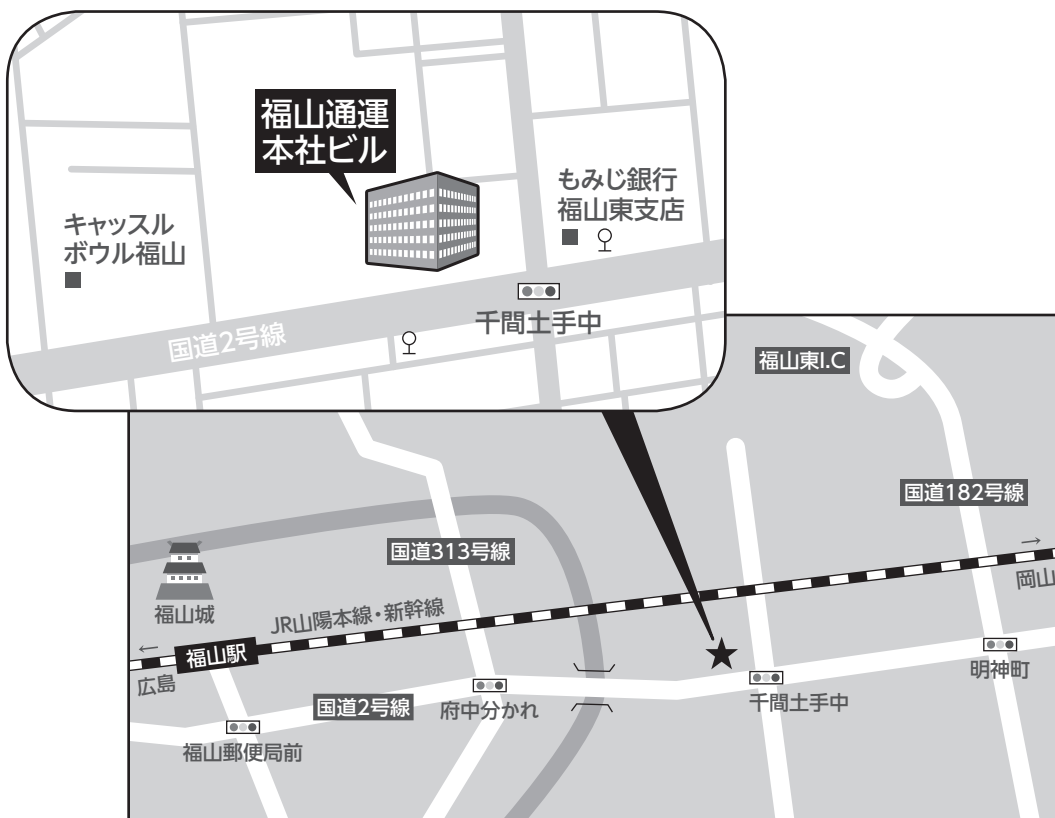 福山通運
本社ビル
もみじ銀行
福山東支店
キャッスル
ボウル福山
千間土手中
国道2号線
福山東I.C
国道182号線
国道313号線
→
岡山
福山城
JR山陽本線・新幹線
←
福山駅
広島
明神町
千間土手中
国道2号線
府中分かれ
福山郵便局前